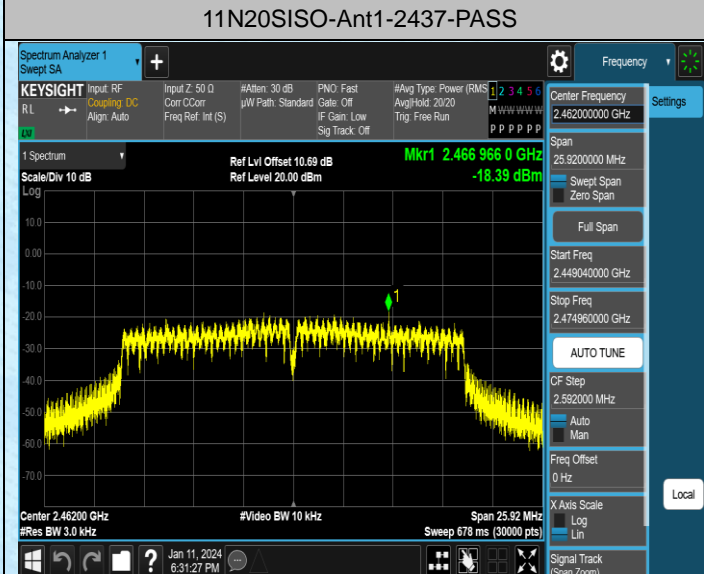 11N20SISO-Ant1-2437-PASS
Spectrum Analyzer 1
Swept SA
+
Frequency
KEYSIGHT
RL
LXI
Input: RF
Coupling: DC
Align: Auto
Input Z: 50 Ω
Corr CCorr
Freq Ref: Int (S)
#Atten: 30 dB
µW Path: Standard
PNO: Fast
Gate: Off
IF Gain: Low
Sig Track: Off
#Avg Type: Power (RMS
Avg|Hold: 20/20
Trig: Free Run
1 2 3 4 5 6
M W W W W W
P P P P P P
1 Spectrum
Scale/Div 10 dB
Log
Ref Lvl Offset 10.69 dB
Ref Level 20.00 dBm
Mkr1 2.466 966 0 GHz
-18.39 dBm
10.0
0.00
-10.0
-20.0
-30.0
-40.0
-50.0
-60.0
-70.0
1
Center 2.46200 GHz
#Res BW 3.0 kHz
#Video BW 10 kHz
Span 25.92 MHz
Sweep 678 ms (30000 pts)
Center Frequency
2.462000000 GHz
Settings
Span
25.9200000 MHz
Swept Span
Zero Span
Full Span
Start Freq
2.449040000 GHz
Stop Freq
2.474960000 GHz
AUTO TUNE
CF Step
2.592000 MHz
Auto
Man
Freq Offset
0 Hz
X Axis Scale
Log
Lin
Signal Track
(Span Zoom)
Local
?
Jan 11, 2024
6:31:27 PM